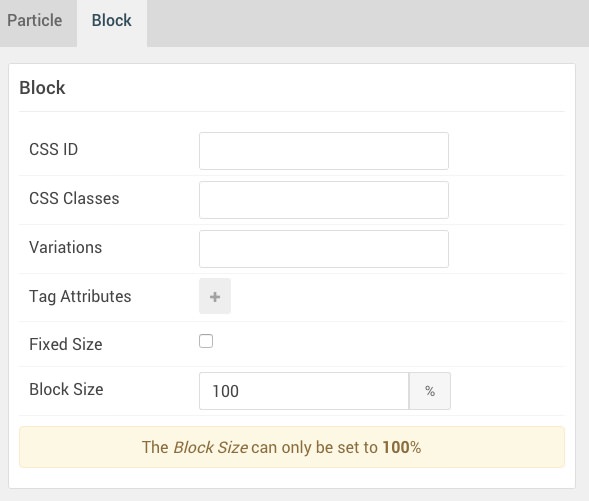 Particle Block
Block
CSS ID
CSS Classes
Variations
Tag Attributes +
Fixed Size
Block Size 100 %
The Block Size can only be set to 100%